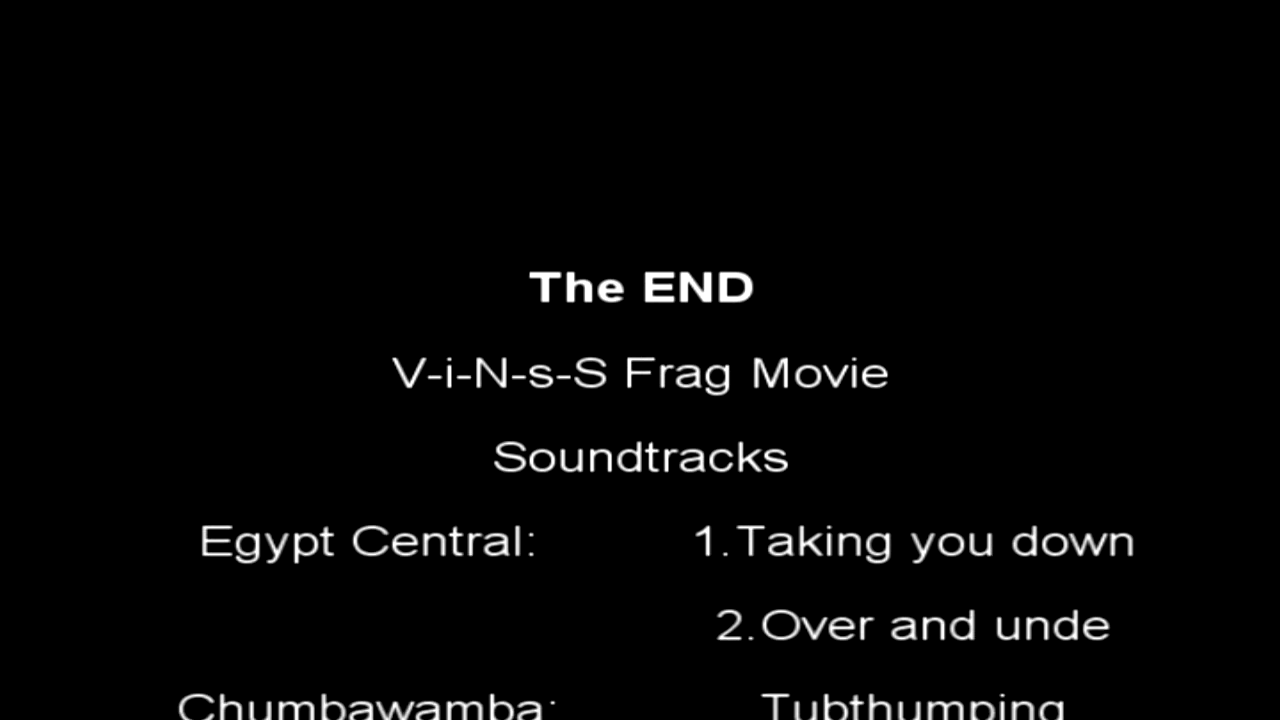 The END
V-i-N-s-S Frag Movie
Soundtracks
Egypt Central: 1.Taking you down
2.Over and unde
Chumbawamba: Tubthumping